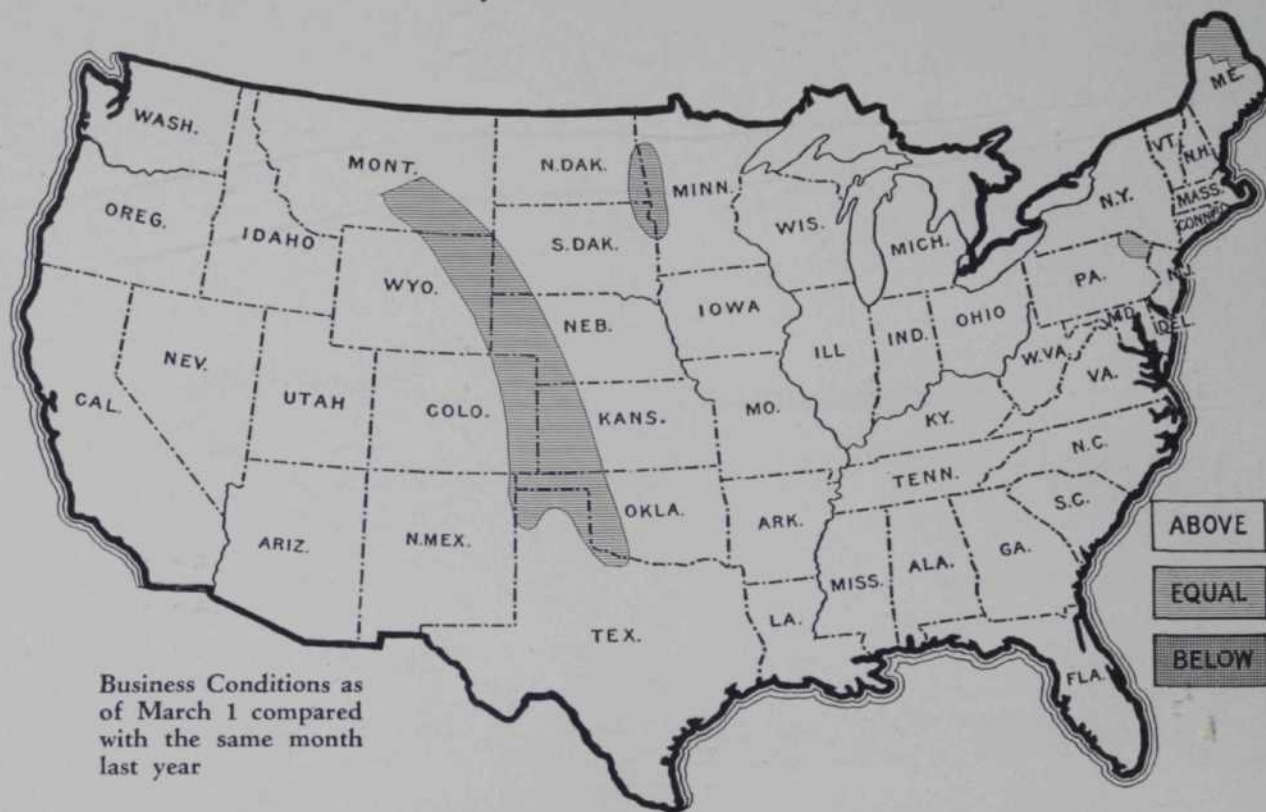 ME.
WASH.
MONT.
N.DAK.
MINN.
VT.
N.H.
OREG.
IDAHO
S.DAK.
WIS.
MICH.
N.Y.
MASS.
CONN.
WYO.
NEB.
IOWA
PA.
N.J.
NEV.
ILL
IND.
OHIO
MD.
DEL.
CAL.
UTAH
COLO.
KANS.
MO.
W.VA.
VA.
KY.
N.C.
TENN.
ARIZ.
N.MEX.
OKLA.
ARK.
S.C.
MISS.
ALA.
GA.
TEX.
LA.
FLA.
ABOVE
EQUAL
BELOW
Business Conditions as
of March 1 compared
with the same month
last year